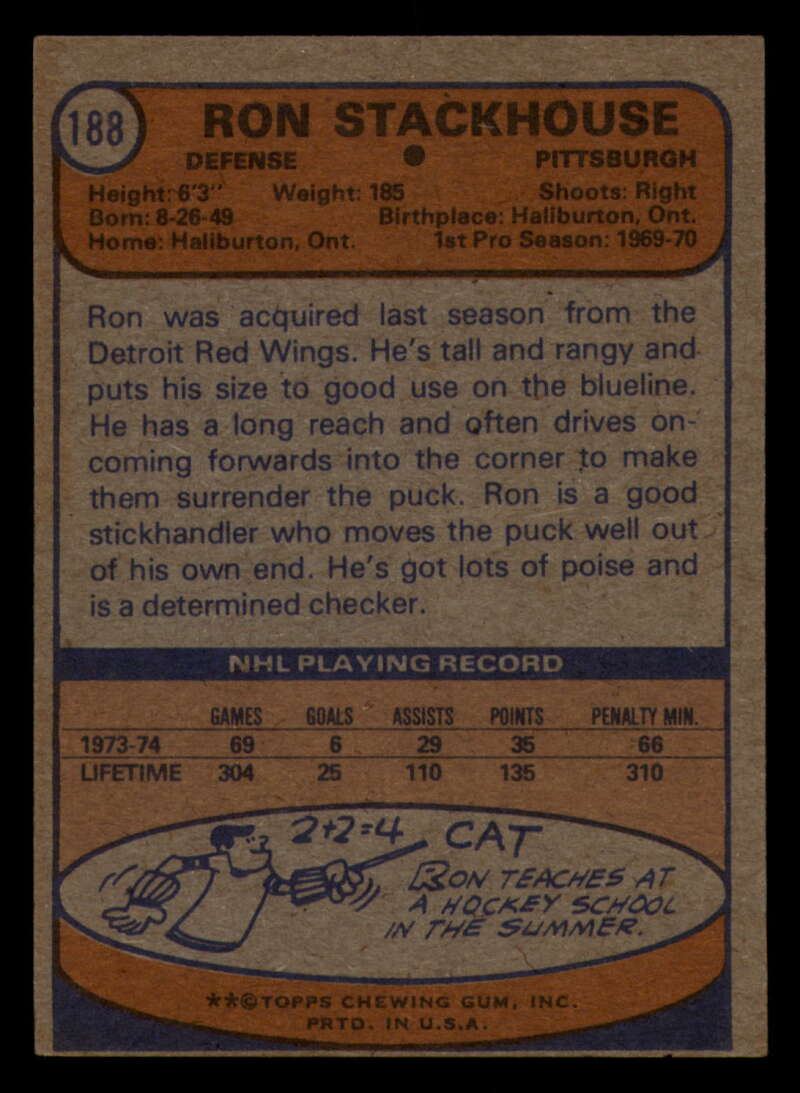 188
RON STACKHOUSE
DEFENSE ● PITTSBURGH
Height: 6'3" Weight: 185 Shoots: Right
Born: 8-26-49 Birthplace: Haliburton, Ont.
Home: Haliburton, Ont. 1st Pro Season: 1969-70
Ron was acquired last season from the
Detroit Red Wings. He's tall and rangy and
puts his size to good use on the blueline.
He has a long reach and often drives on-
coming forwards into the corner to make
them surrender the puck. Ron is a good
stickhandler who moves the puck well out
of his own end. He's got lots of poise and
is a determined checker.
NHL PLAYING RECORD
GAMES GOALS ASSISTS POINTS PENALTY MIN.
1973-74 69 6 29 35 66
LIFETIME 304 25 110 135 310
2+2=4 CAT
RON TEACHES AT
A HOCKEY SCHOOL
IN THE SUMMER.
**©TOPPS CHEWING GUM, INC.
PRTD. IN U.S.A.